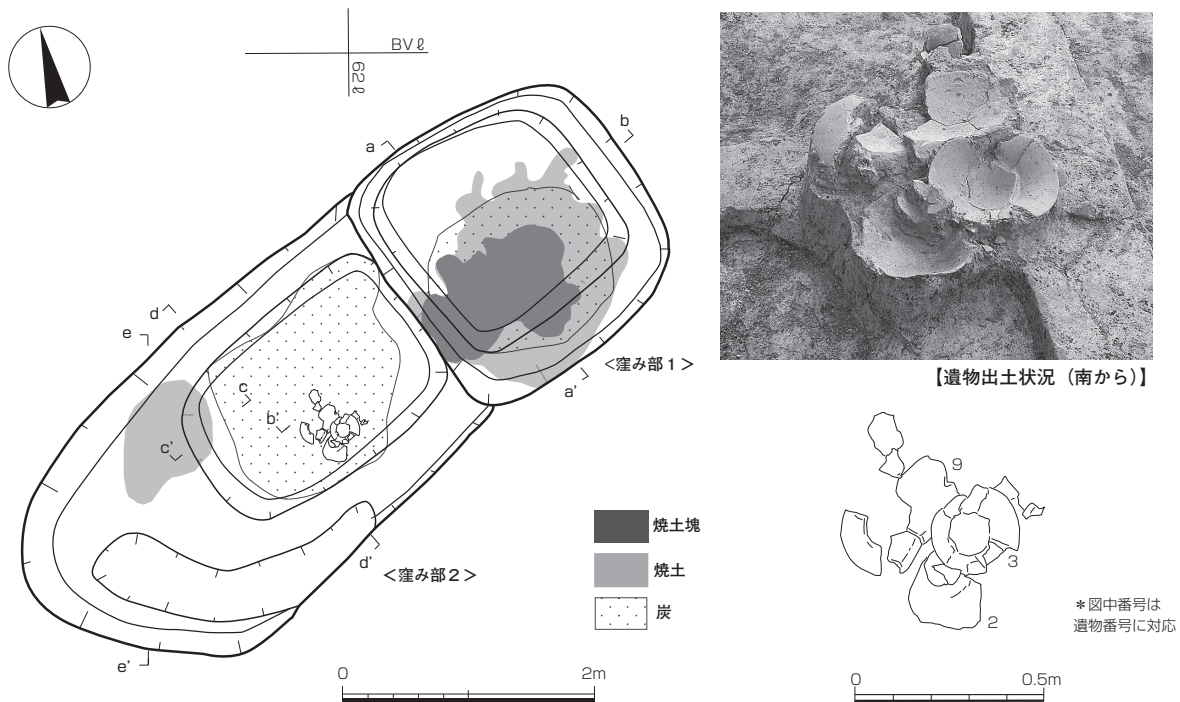 BVℓ
62ℓ
a
b
d
e
<窪み部1>
a'
c
b'
c'
d'
<窪み部2>
e'
焼土塊
焼土
炭
0 2m
【遺物出土状況（南から）】
9
3
2
＊図中番号は
遺物番号に対応
0 0.5m